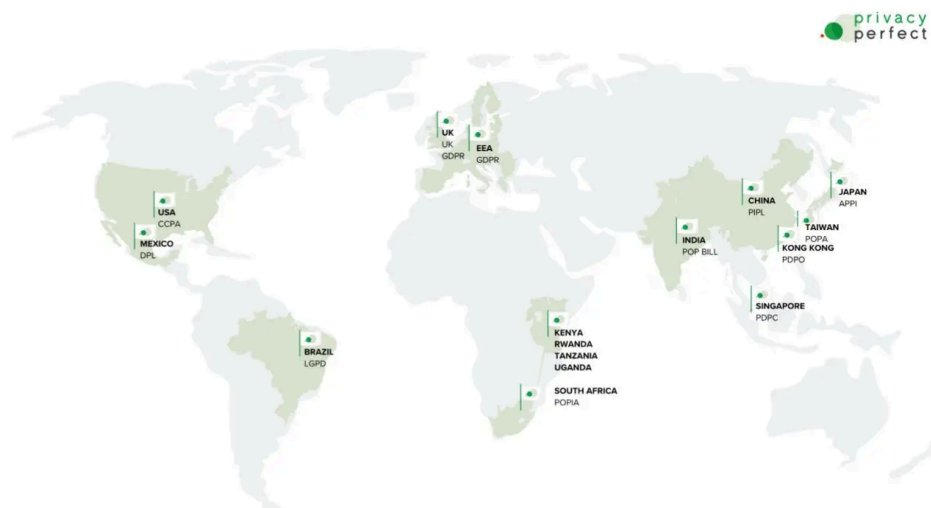 privacy
perfect
UK
UK
GDPR
EEA
GDPR
USA
CCPA
MEXICO
DPL
CHINA
PIPL
JAPAN
APPI
TAIWAN
POPA
INDIA
POP BILL
KONG KONG
PDPO
SINGAPORE
PDPC
BRAZIL
LGPD
KENYA
RWANDA
TANZANIA
UGANDA
SOUTH AFRICA
POPIA